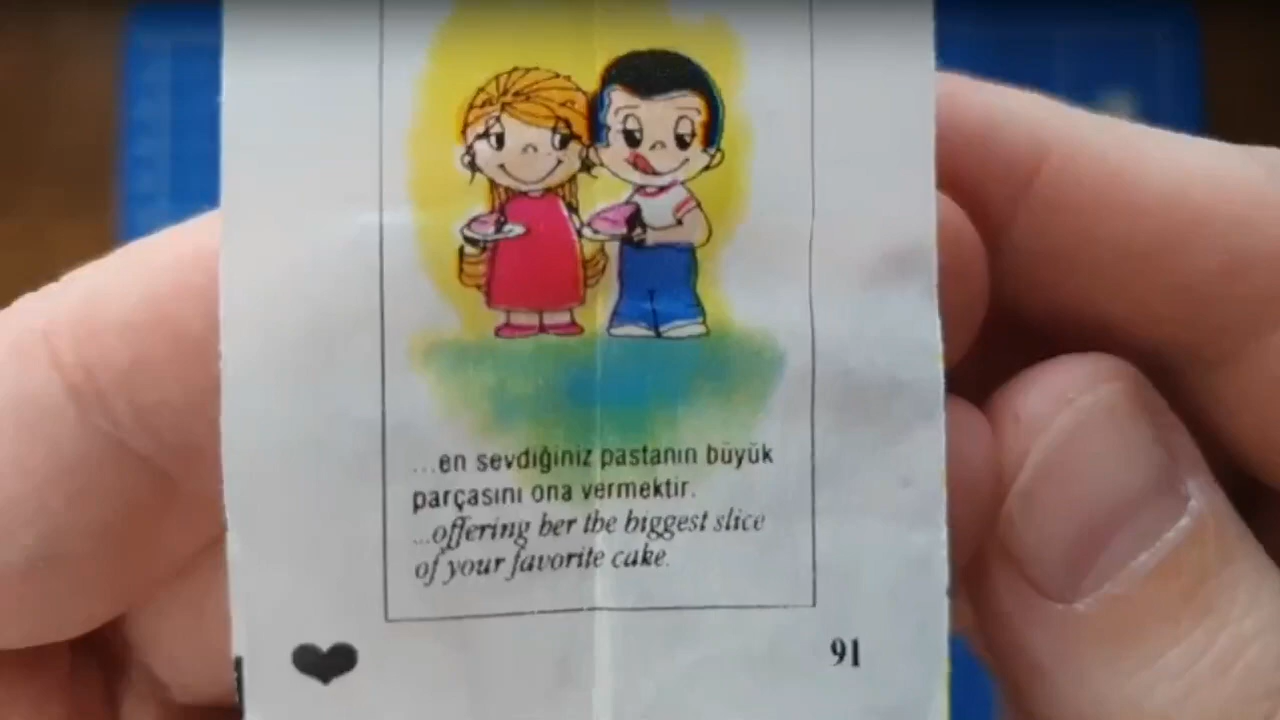 ...en sevdiğiniz pastanın büyük
parçasını ona vermektir.
...offering her the biggest slice
of your favorite cake.
91